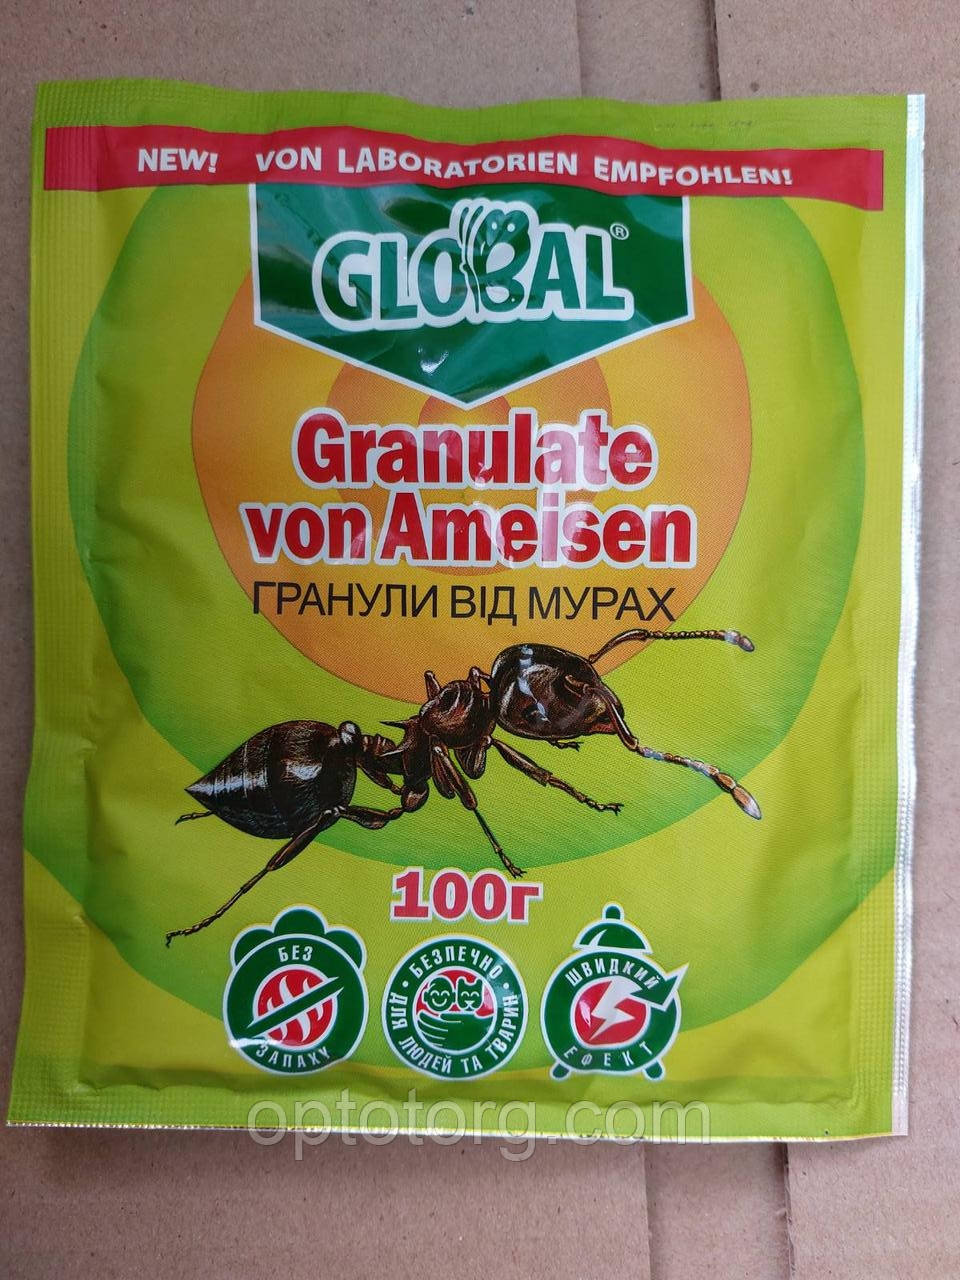 NEW! VON LABORATORIEN EMPFOHLEN!
GLOBAL®
Granulate
von Ameisen
ГРАНУЛИ ВІД МУРАХ
100г
БЕЗ
ЗАПАХУ
БЕЗПЕЧНО
ДЛЯ ЛЮДЕЙ ТА ТВАРИН
ШВИДКИЙ
ЕФЕКТ
optotorg.com